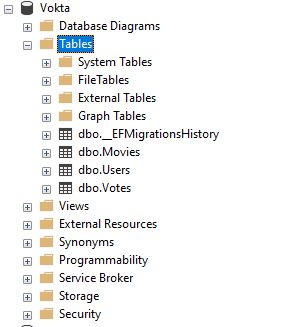 Vokta
Database Diagrams
Tables
System Tables
FileTables
External Tables
Graph Tables
dbo.__EFMigrationsHistory
dbo.Movies
dbo.Users
dbo.Votes
Views
External Resources
Synonyms
Programmability
Service Broker
Storage
Security